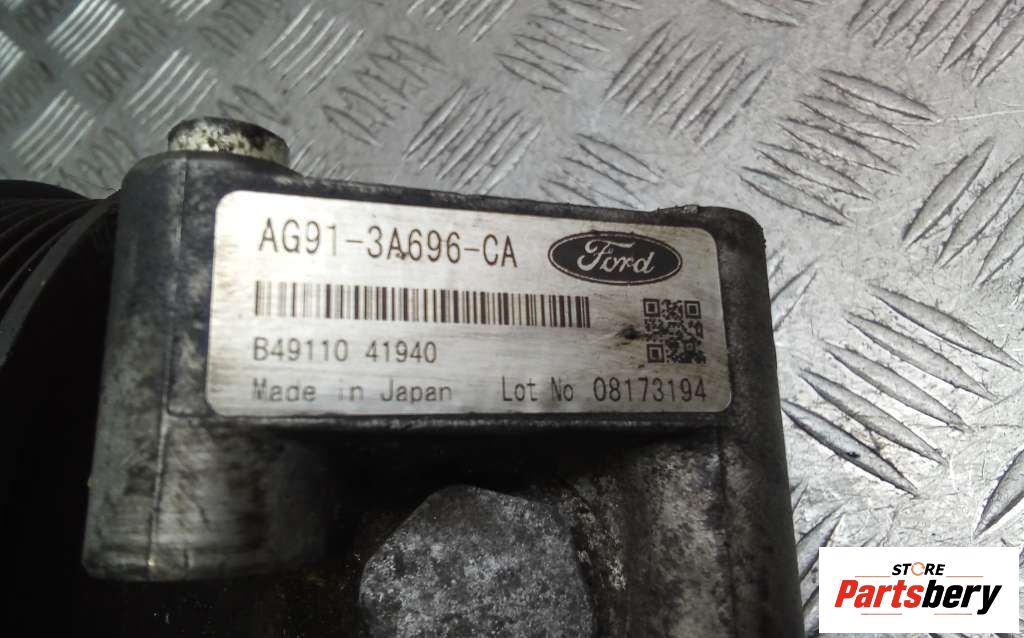 AG91-3A696-CA Ford
B49110 41940
Made in Japan Lot No 08173194
STORE
Partsbery